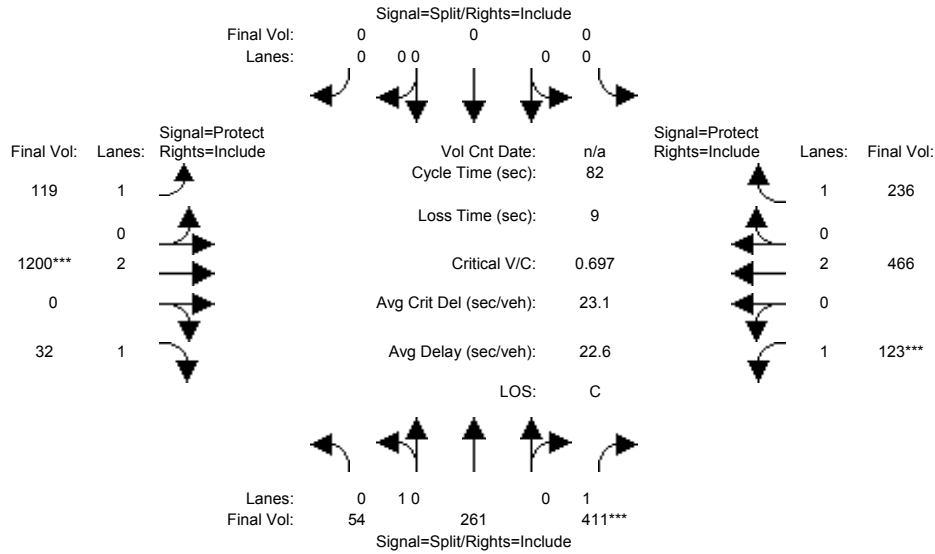 Signal=Split/Rights=Include
Final Vol: 0 0 0
Lanes: 0 0 0 0 0
Signal=Protect Signal=Protect
Final Vol: Lanes: Rights=Include Vol Cnt Date: n/a Rights=Include Lanes: Final Vol:
Cycle Time (sec): 82
119 1 1 236
Loss Time (sec): 9
0 0
1200*** 2 Critical V/C: 0.697 2 466
0 Avg Crit Del (sec/veh): 23.1 0
32 1 Avg Delay (sec/veh): 22.6 1 123***
LOS: C
Lanes: 0 1 0 0 1
Final Vol: 54 261 411***
Signal=Split/Rights=Include